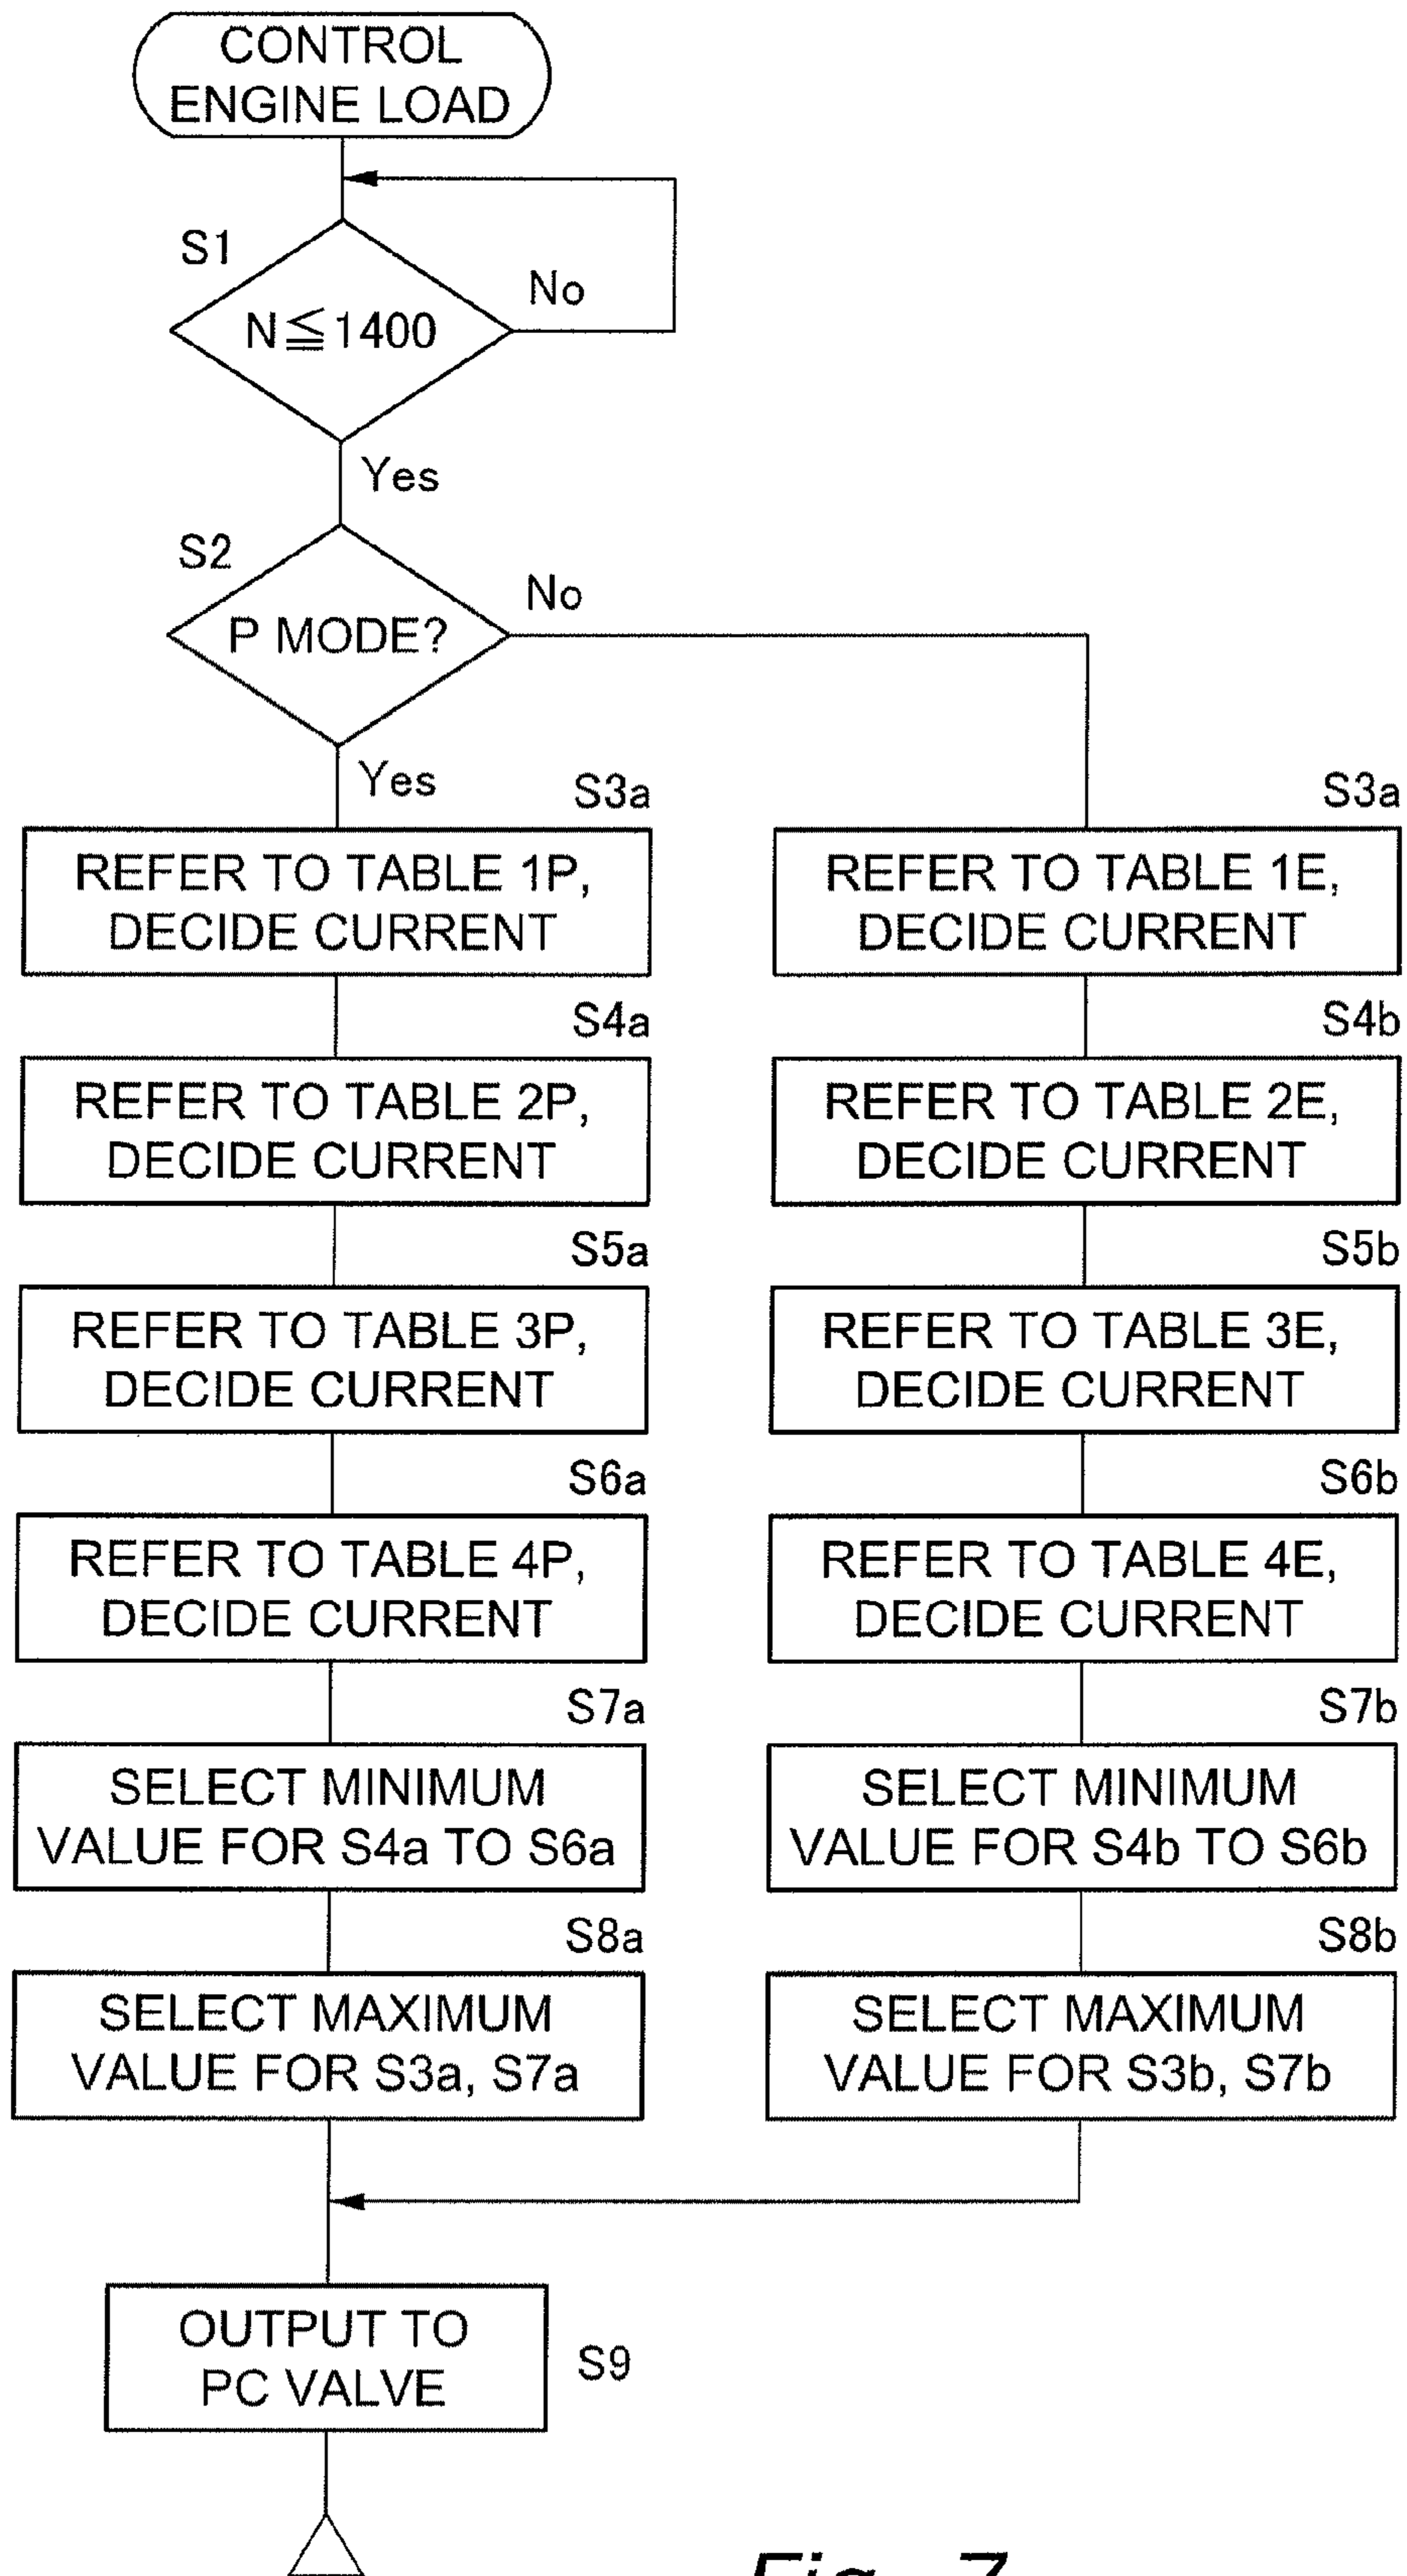 CONTROL
ENGINE LOAD
S1
N≦1400
No
Yes
S2
P MODE?
No
Yes
S3a
REFER TO TABLE 1P,
DECIDE CURRENT
S4a
REFER TO TABLE 2P,
DECIDE CURRENT
S5a
REFER TO TABLE 3P,
DECIDE CURRENT
S6a
REFER TO TABLE 4P,
DECIDE CURRENT
S7a
SELECT MINIMUM
VALUE FOR S4a TO S6a
S8a
SELECT MAXIMUM
VALUE FOR S3a, S7a
S3a
REFER TO TABLE 1E,
DECIDE CURRENT
S4b
REFER TO TABLE 2E,
DECIDE CURRENT
S5b
REFER TO TABLE 3E,
DECIDE CURRENT
S6b
REFER TO TABLE 4E,
DECIDE CURRENT
S7b
SELECT MINIMUM
VALUE FOR S4b TO S6b
S8b
SELECT MAXIMUM
VALUE FOR S3b, S7b
OUTPUT TO
PC VALVE
S9
Fig. 7